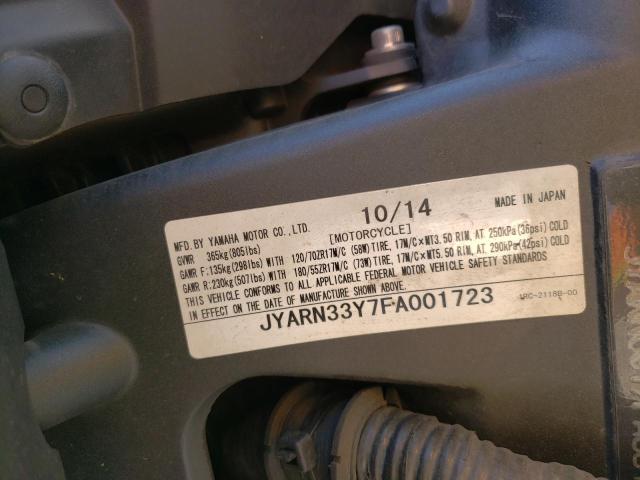 10/14
MADE IN JAPAN
MFD. BY YAMAHA MOTOR CO., LTD.
[MOTORCYCLE]
GVWR 365kg(805lbs)
GAWR F:135kg(298lbs) WITH 120/70ZR17M/C (58W) TIRE, 17M/C×MT3.50 RIM, AT 250kPa(36psi) COLD
GAWR R:230kg(507lbs) WITH 180/55ZR17M/C (73W) TIRE, 17M/C×MT5.50 RIM, AT 290kPa(42psi) COLD
THIS VEHICLE CONFORMS TO ALL APPLICABLE FEDERAL MOTOR VEHICLE SAFETY STANDARDS
IN EFFECT ON THE DATE OF MANUFACTURE SHOWN ABOVE.
JYARN33Y7FA001723
1RC-2118B-00